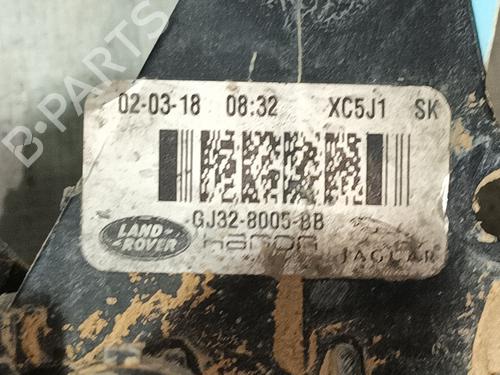 02-03-18 08:32 XC5J1 SK
GJ32-8005-BB
LAND ROVER
hanon
JAGUAR
B-PARTS